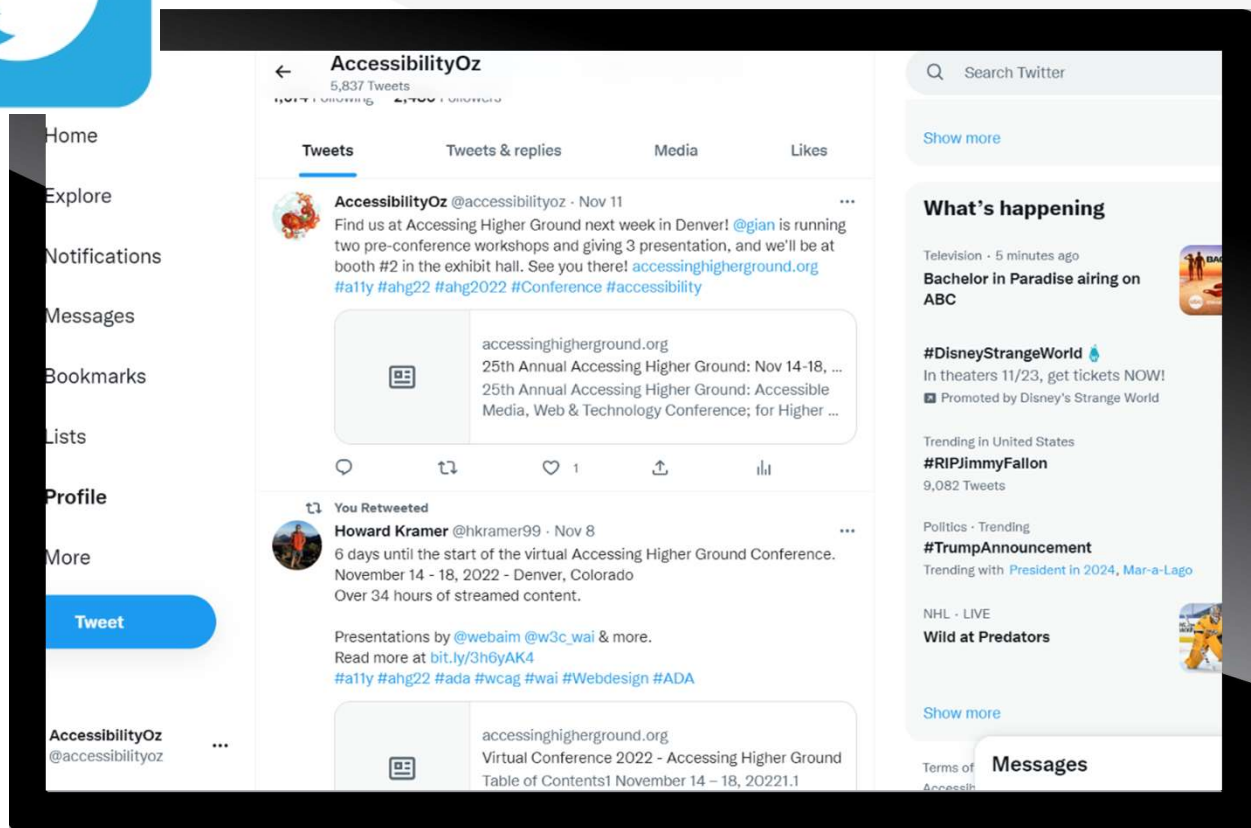 AccessibilityOz
5,837 Tweets
Following Followers
Home
Explore
Notifications
Messages
Bookmarks
Lists
Profile
More
Tweet
AccessibilityOz
@accessibilityoz
Tweets Tweets & replies Media Likes
AccessibilityOz @accessibilityoz · Nov 11
Find us at Accessing Higher Ground next week in Denver! @gian is running
two pre-conference workshops and giving 3 presentation, and we'll be at
booth #2 in the exhibit hall. See you there! accessinghigherground.org
#a11y #ahg22 #ahg2022 #Conference #accessibility
accessinghigherground.org
25th Annual Accessing Higher Ground: Nov 14-18, ...
25th Annual Accessing Higher Ground: Accessible
Media, Web & Technology Conference; for Higher ...
1
You Retweeted
Howard Kramer @hkramer99 · Nov 8
6 days until the start of the virtual Accessing Higher Ground Conference.
November 14 - 18, 2022 - Denver, Colorado
Over 34 hours of streamed content.
Presentations by @webaim @w3c_wai & more.
Read more at bit.ly/3h6yAK4
#a11y #ahg22 #ada #wcag #wai #Webdesign #ADA
accessinghigherground.org
Virtual Conference 2022 - Accessing Higher Ground
Table of Contents1 November 14 – 18, 20221.1
Search Twitter
Show more
What's happening
Television · 5 minutes ago
Bachelor in Paradise airing on
ABC
#DisneyStrangeWorld
In theaters 11/23, get tickets NOW!
Promoted by Disney's Strange World
Trending in United States
#RIPJimmyFallon
9,082 Tweets
Politics · Trending
#TrumpAnnouncement
Trending with President in 2024, Mar-a-Lago
NHL · LIVE
Wild at Predators
Show more
Terms of
Messages